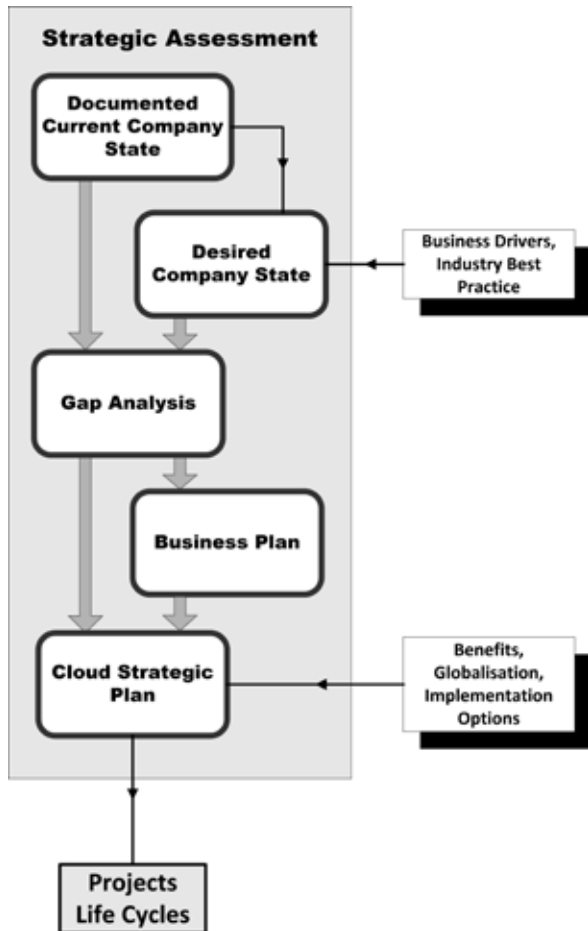 Strategic Assessment
Documented
Current Company
State
Desired
Company State
Business Drivers,
Industry Best
Practice
Gap Analysis
Business Plan
Cloud Strategic
Plan
Benefits,
Globalisation,
Implementation
Options
Projects
Life Cycles